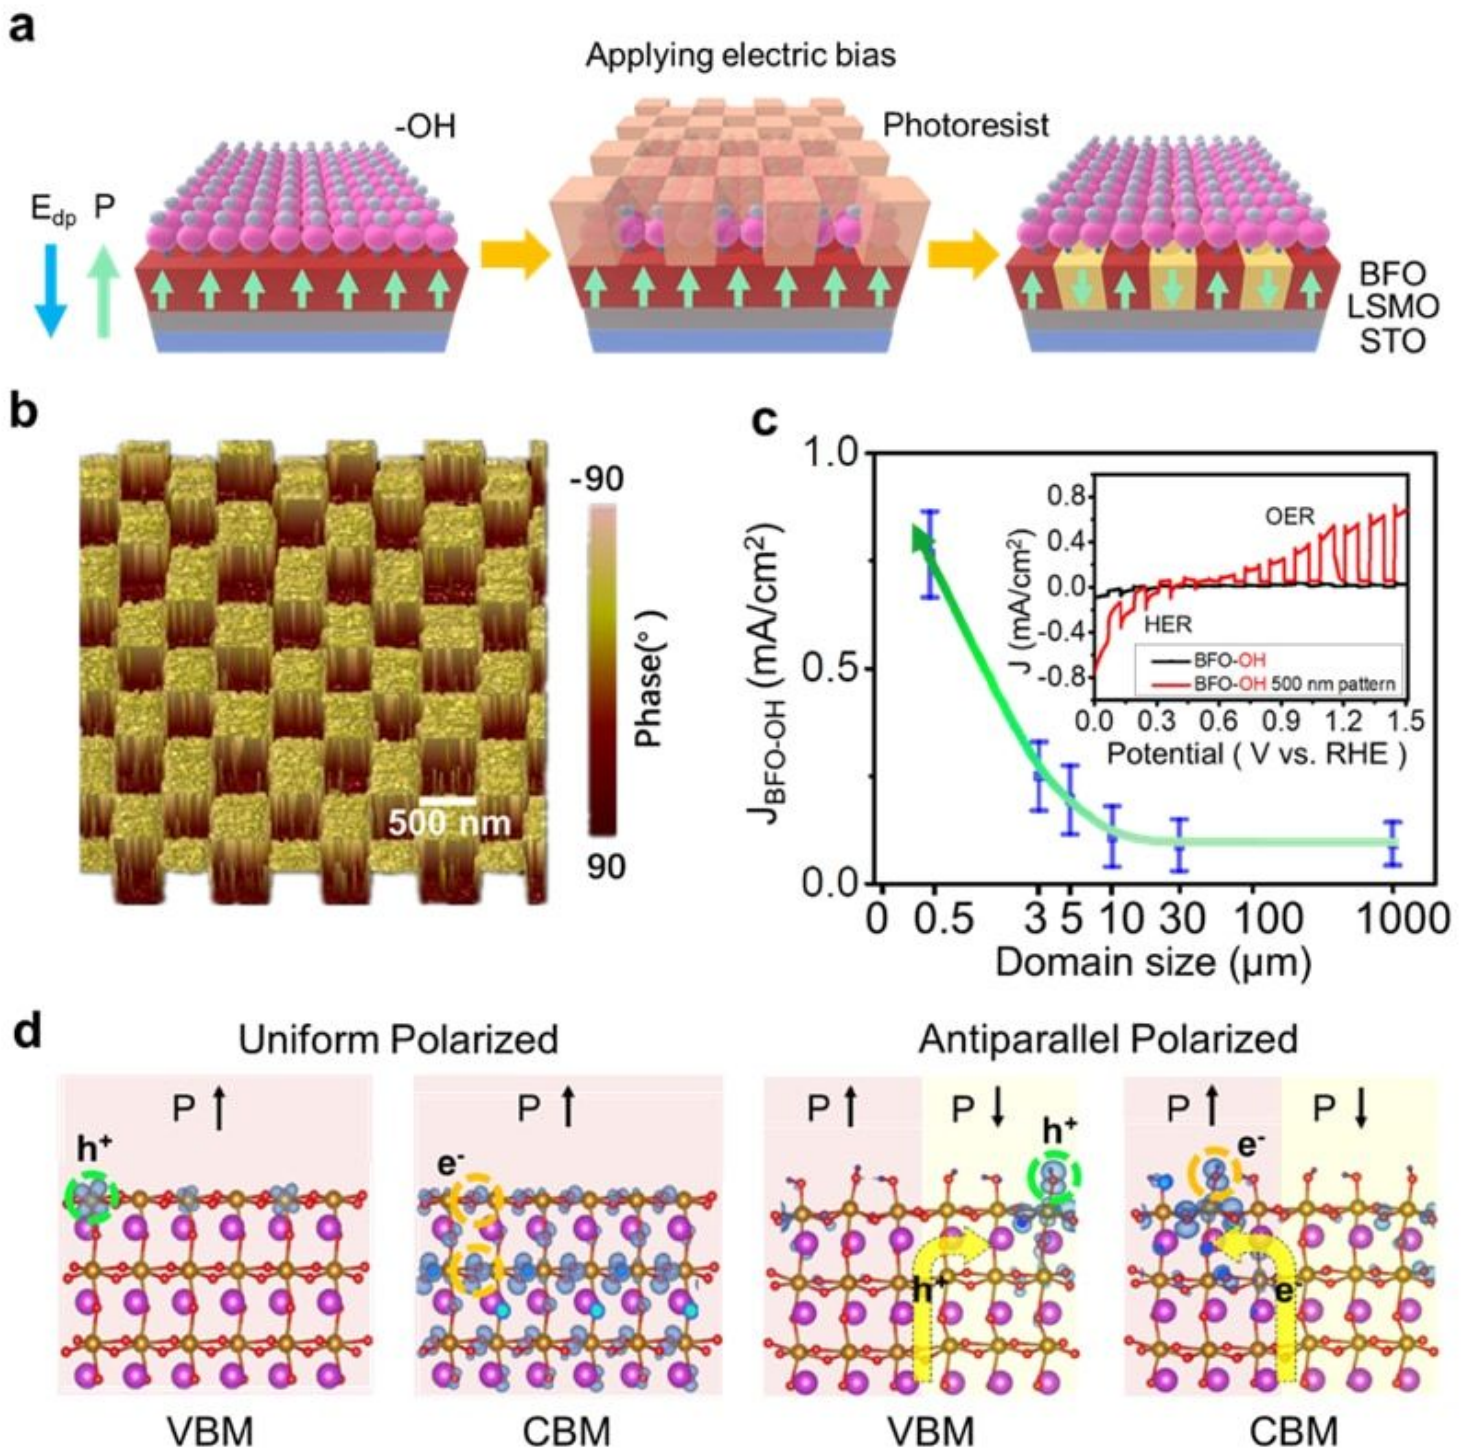 a
Applying electric bias
-OH
Photoresist
E_dp P
BFO
LSMO
STO
b
-90
Phase(°)
90
500 nm
c
J_BFO-OH (mA/cm²)
1.0
0.5
0.0
0 0.5 3 5 10 30 100 1000
Domain size (μm)
J (mA/cm²)
0.8
0.4
0.0
-0.4
-0.8
OER
HER
BFO-OH
BFO-OH 500 nm pattern
0.0 0.3 0.6 0.9 1.2 1.5
Potential ( V vs. RHE )
d
Uniform Polarized
Antiparallel Polarized
P
h⁺
VBM
P
e⁻
CBM
P P
h⁺
h⁺
VBM
P P
e⁻
e⁻
CBM